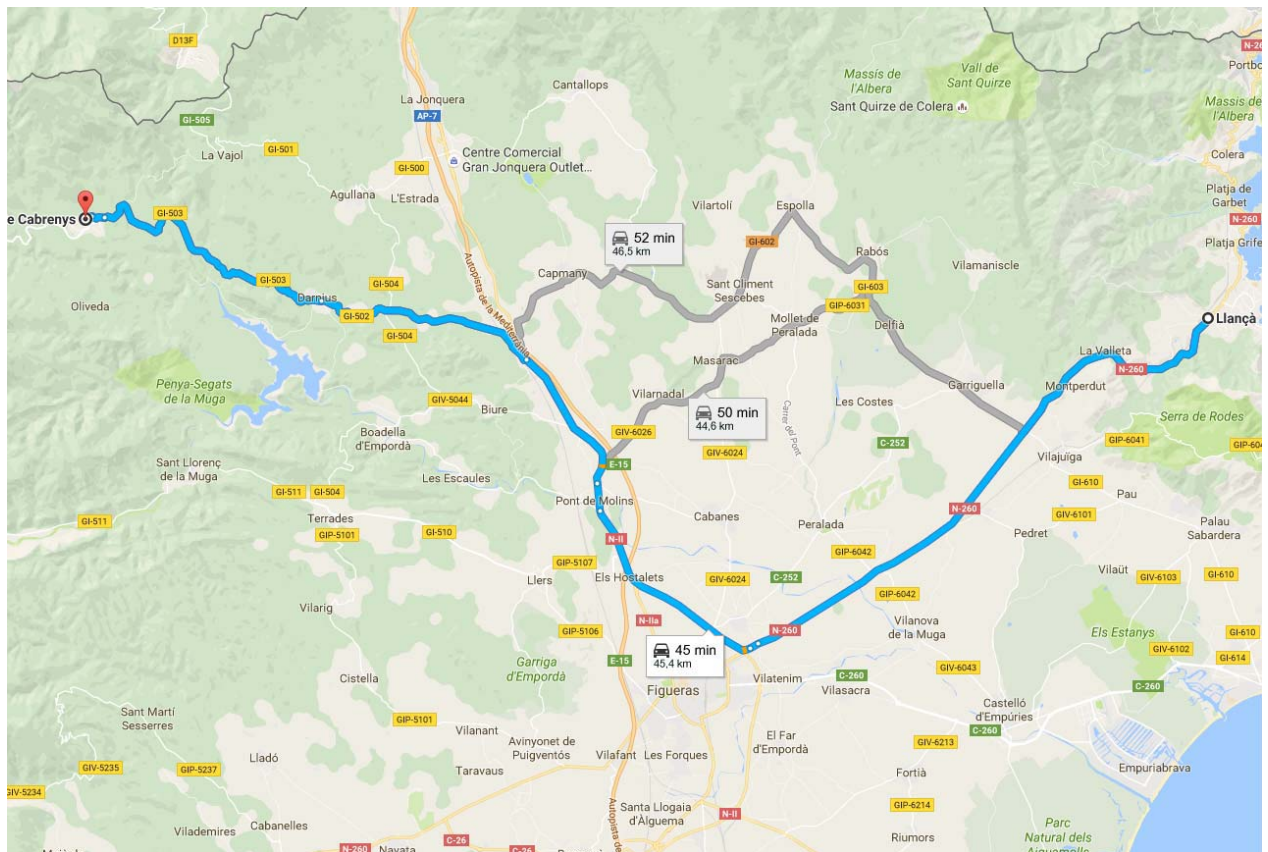 D13F
La Jonquera
AP-7
Cantallops
Massís de
l'Albera
Vall de
Sant Quirze
Sant Quirze de Colera
Portbo
Massís de
l'Albera
GI-505
La Vajol
GI-501
Centre Comercial
Gran Jonquera Outlet...
Colera
GI-500
Agullana
L'Estrada
Platja de
Garbet
N-260
Platja Grife
e Cabrenys
GI-503
Vilartolí
Espolla
52 min
46,5 km
GI-602
Autopista de la Mediterrània
Rabós
Vilamaniscle
GI-503
Capmany
GI-504
Sant Climent
Sescebes
GI-603
Oliveda
Darnius
GIP-6031
GI-502
Mollet de
Peralada
Llançà
GI-504
Delfià
La Valleta
Masarac
N-260
Penya-Segats
de la Muga
Vilarnadal
Garriguella
Montperdut
GIV-5044
Biure
50 min
44,6 km
Les Costes
Serra de Rodes
Carrer del Pont
Boadella
d'Empordà
GIV-6026
C-252
GIP-6041
GIV-6024
Sant Llorenç
de la Muga
E-15
Vilajuïga
Les Escaules
GI-610
GI-511
GI-504
Pont de Molins
Pau
Terrades
N-260
GIV-6101
GI-511
Cabanes
Peralada
Palau
Sabardera
GIP-5101
GI-510
N-II
Pedret
GIP-6042
GIP-5107
Els Hostalets
GIV-6024
C-252
Vilaüt
GIV-6103
GI-610
Llers
GIP-6042
Vilarig
N-IIa
Vilanova
de la Muga
GIP-5106
N-260
Els Estanys
GI-610
45 min
45,4 km
GIV-6102
E-15
GI-614
Garriga
d'Empordà
GIV-6043
Cistella
Figueras
Vilatenim
C-260
C-260
Vilasacra
Castelló
d'Empúries
Sant Martí
Sesserres
GIP-5101
Vilanant
C-260
Avinyonet de
Puigventós
El Far
d'Empordà
GIV-6213
Lladó
Vilafant
Les Forques
GIV-5235
GIP-5237
Taravaus
Fortià
Empuriabrava
GIV-5234
Santa Llogaia
d'Àlguema
GIP-6214
Autopista de
N-II
Vilademires
Cabanelles
C-26
Riumors
Parc
Natural dels
Aiguamolls
N-260
Navata
C-26